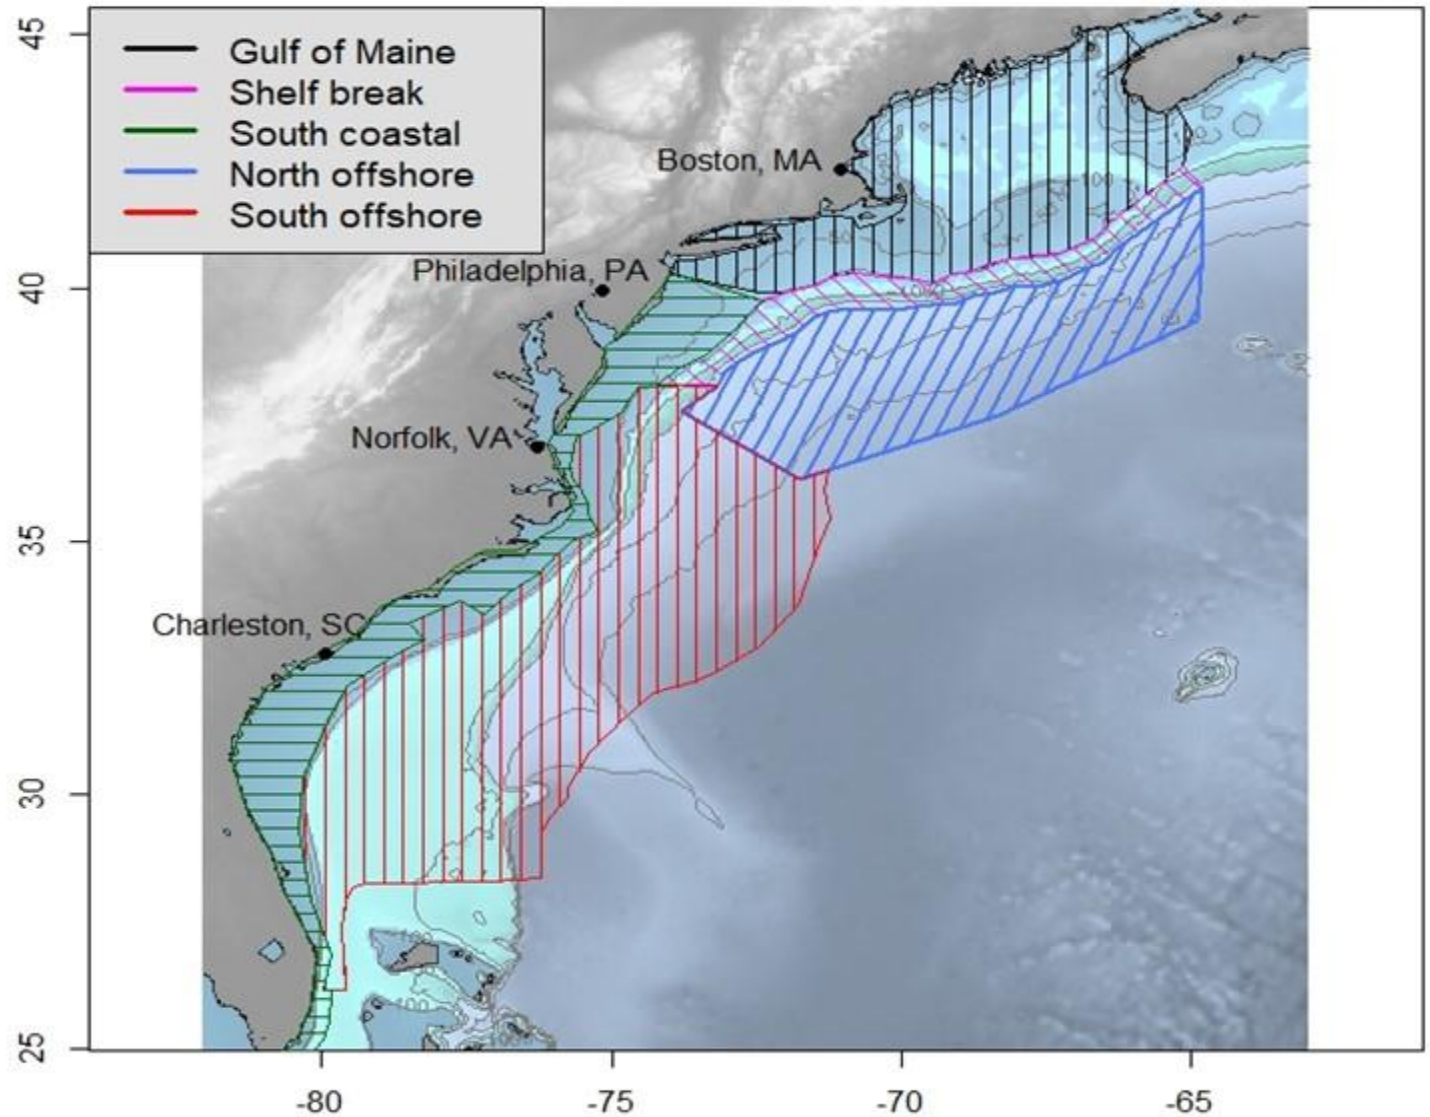 45
40
35
30
25
Gulf of Maine
Shelf break
South coastal
North offshore
South offshore
Boston, MA
Philadelphia, PA
Norfolk, VA
Charleston, SC
100
-80
-75
-70
-65